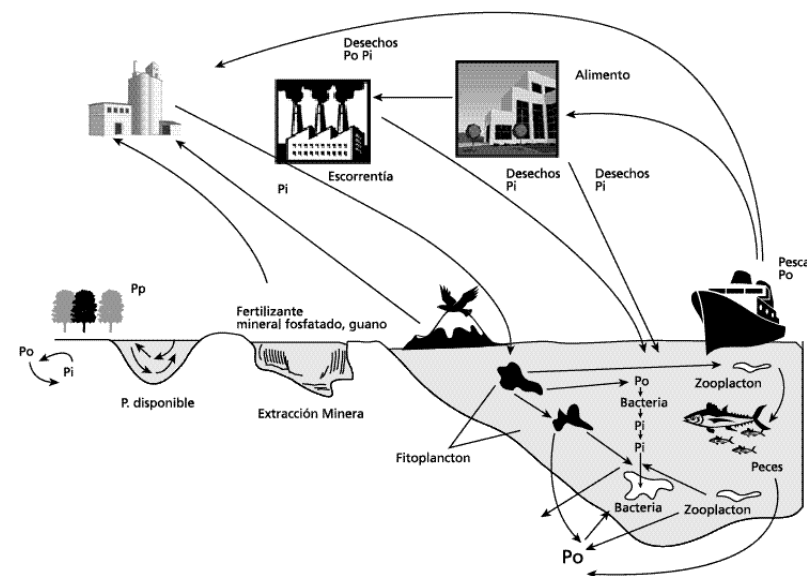 Desechos
Po Pi
Alimento
Escorrentía
Pi
Desechos
Pi
Desechos
Pi
Pesca
Po
Pp
Fertilizante
mineral fosfatado, guano
Po
Pi
P. disponible
Extracción Minera
Po
Bacteria
Pi
Pi
Zooplacton
Fitoplancton
Peces
Bacteria
Zooplacton
Po